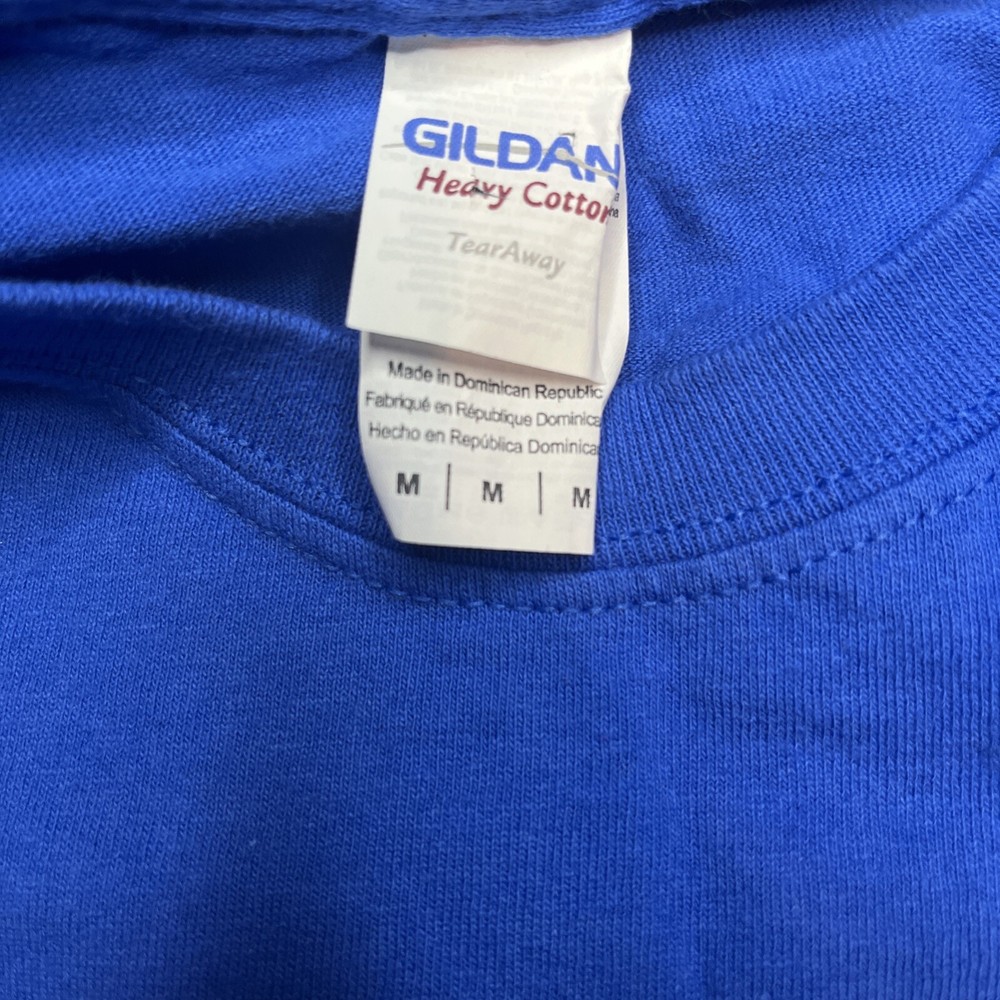 GILDAN
Heavy Cotton
TearAway
Made in Dominican Republic
Fabriqué en République Dominica
Hecho en República Dominica
M | M | M